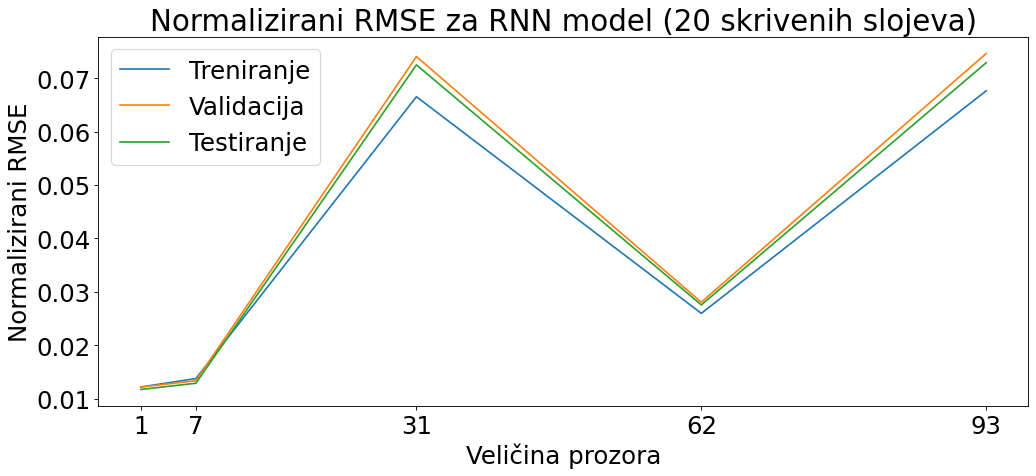 Normalizirani RMSE za RNN model (20 skrivenih slojeva)
Treniranje
Validacija
Testiranje
Normalizirani RMSE
0.07
0.06
0.05
0.04
0.03
0.02
0.01
1 7 31 62 93
Veličina prozora